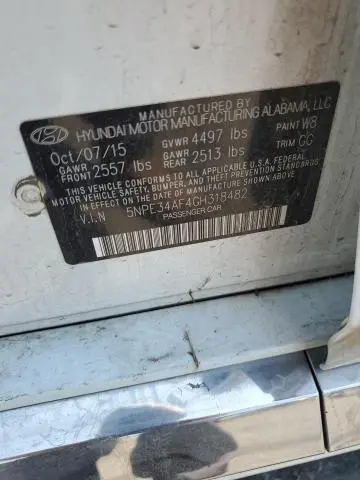 MANUFACTURED BY
HYUNDAI MOTOR MANUFACTURING ALABAMA, LLC
Oct/07/15 GVWR 4497 lbs PAINT W8
GAWR FRONT 2557 lbs GAWR REAR 2513 lbs TRIM GG
THIS VEHICLE CONFORMS TO ALL APPLICABLE U.S.A. FEDERAL
MOTOR VEHICLE SAFETY, BUMPER, AND THEFT PREVENTION
STANDARDS IN EFFECT ON THE DATE OF MANUFACTURE SHOWN ABOVE.
V.I.N 5NPE34AF4GH318482
PASSENGER CAR